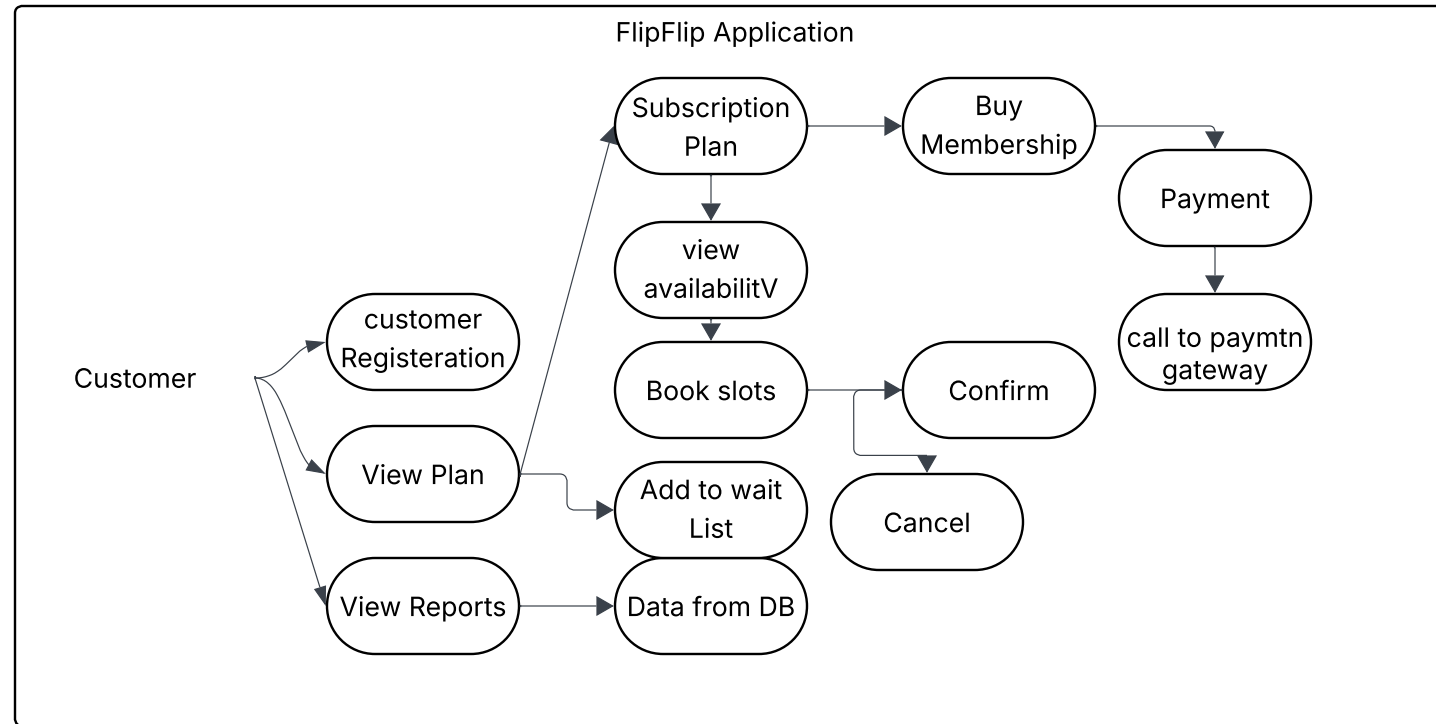 FlipFlip Application
Subscription
Plan
Buy
Membership
Payment
view
availabilitV
customer
Registeration
call to paymtn
gateway
Customer
Book slots
Confirm
View Plan
Add to wait
List
Cancel
View Reports
Data from DB